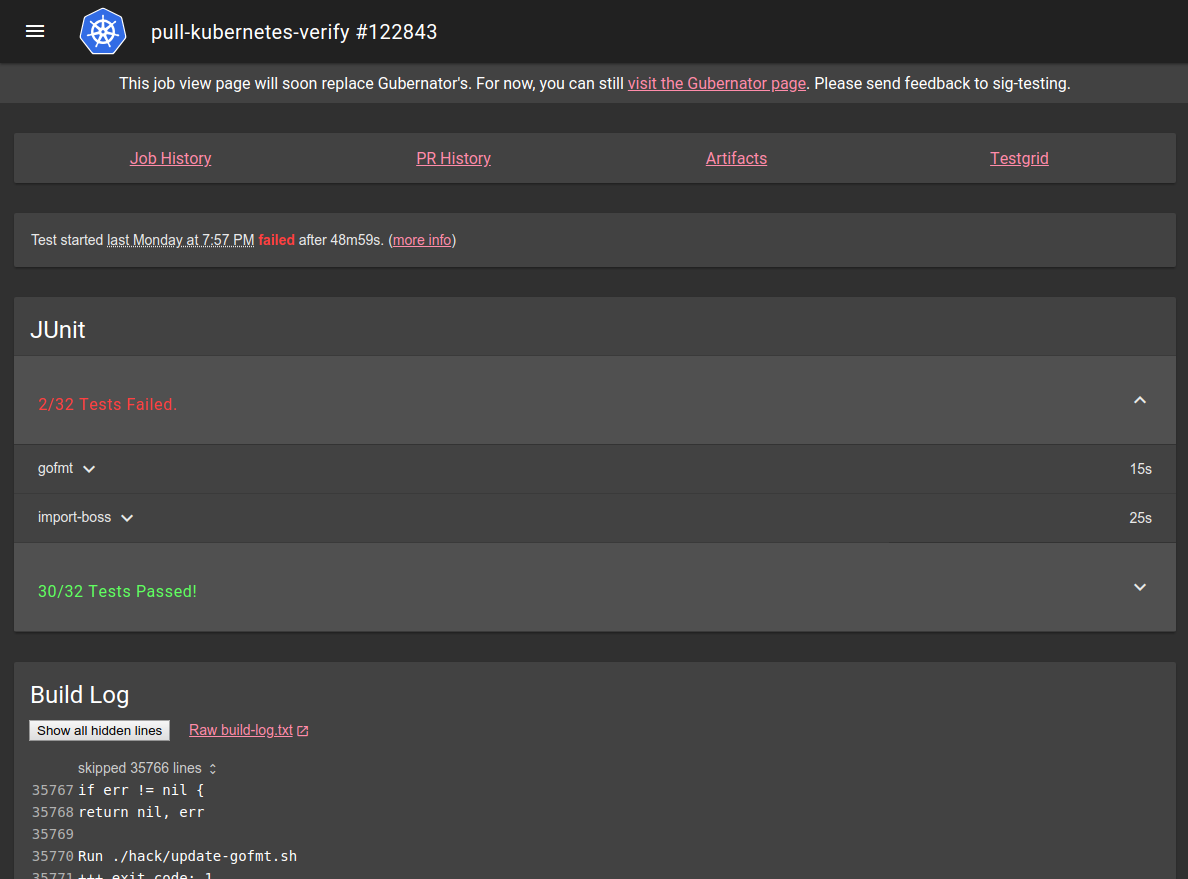 pull-kubernetes-verify #122843
This job view page will soon replace Gubernator's. For now, you can still visit the Gubernator page. Please send feedback to sig-testing.
Job History PR History Artifacts Testgrid
Test started last Monday at 7:57 PM failed after 48m59s. (more info)
JUnit
2/32 Tests Failed.
gofmt 15s
import-boss 25s
30/32 Tests Passed!
Build Log
Show all hidden lines Raw build-log.txt
skipped 35766 lines
35767 if err != nil {
35768 return nil, err
35769
35770 Run ./hack/update-gofmt.sh
35771 +++ exit code: 1